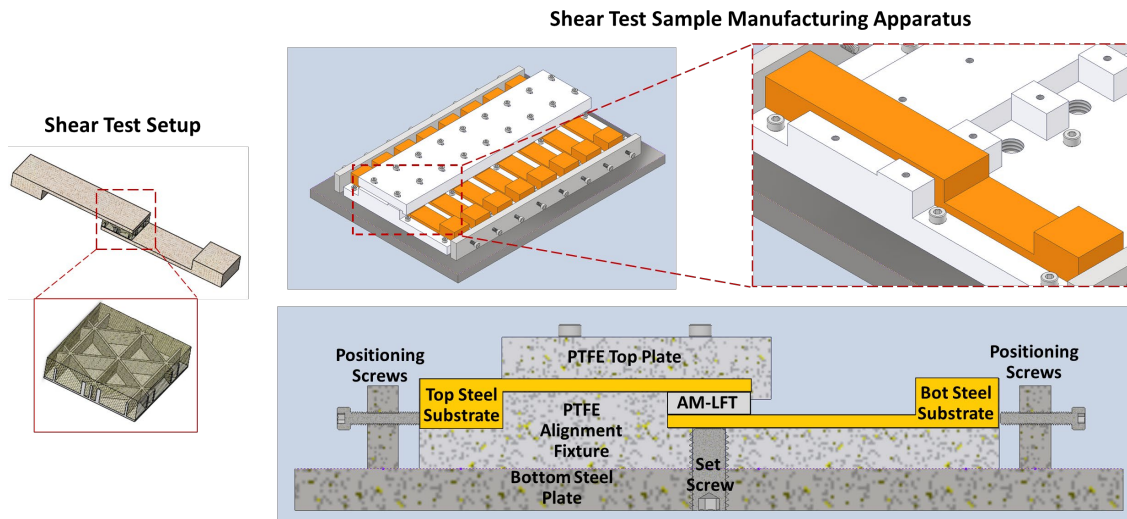 Shear Test Sample Manufacturing Apparatus
Shear Test Setup
Positioning
Screws
PTFE Top Plate
Positioning
Screws
Top Steel
Substrate
AM-LFT
Bot Steel
Substrate
PTFE
Alignment
Fixture
Set
Screw
Bottom Steel
Plate